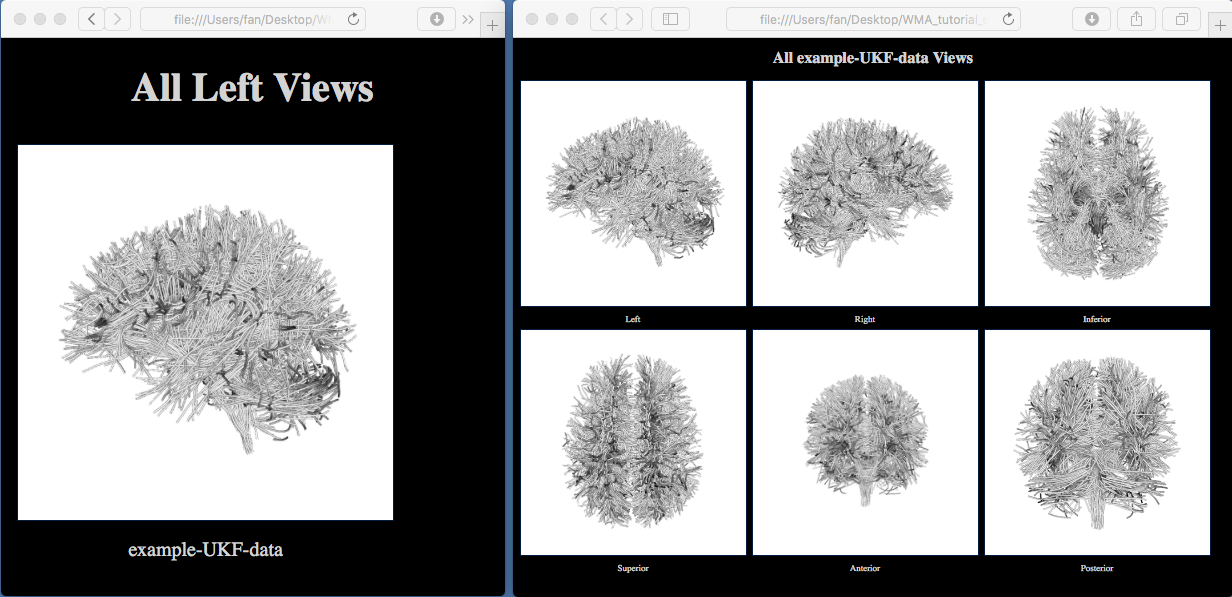 file:///Users/fan/Desktop/W
All Left Views
example-UKF-data
file:///Users/fan/Desktop/WMA_tutorial_
All example-UKF-data Views
Left
Right
Inferior
Superior
Anterior
Posterior